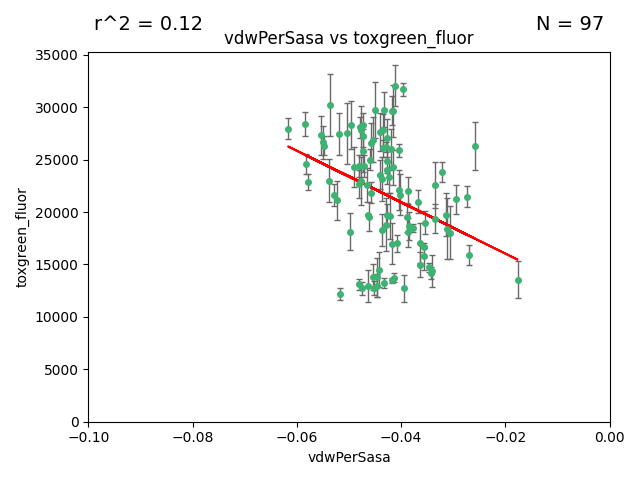 r^2 = 0.12
N = 97
vdwPerSasa vs toxgreen_fluor
35000
30000
25000
20000
15000
10000
5000
0
toxgreen_fluor
−0.10
−0.08
−0.06
−0.04
−0.02
0.00
vdwPerSasa